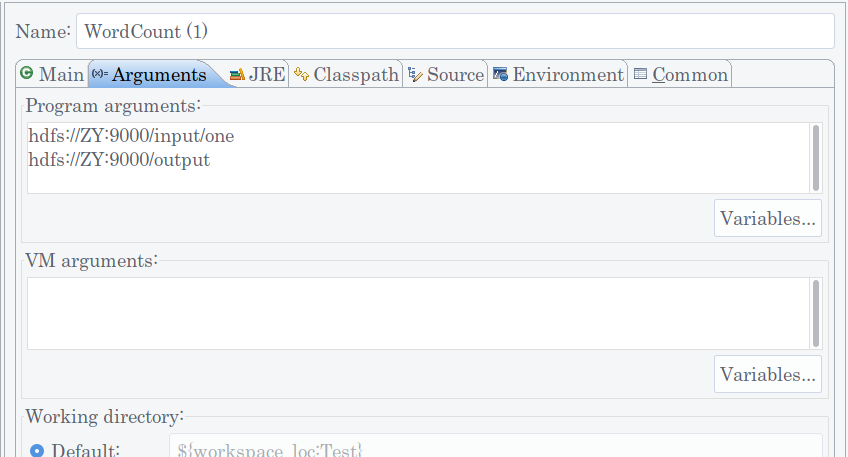 Name: WordCount (1)
Main (x)= Arguments JRE Classpath Source Environment Common
Program arguments:
hdfs://ZY:9000/input/one
hdfs://ZY:9000/output
Variables...
VM arguments:
Variables...
Working directory:
Default: ${workspace_loc:Test}